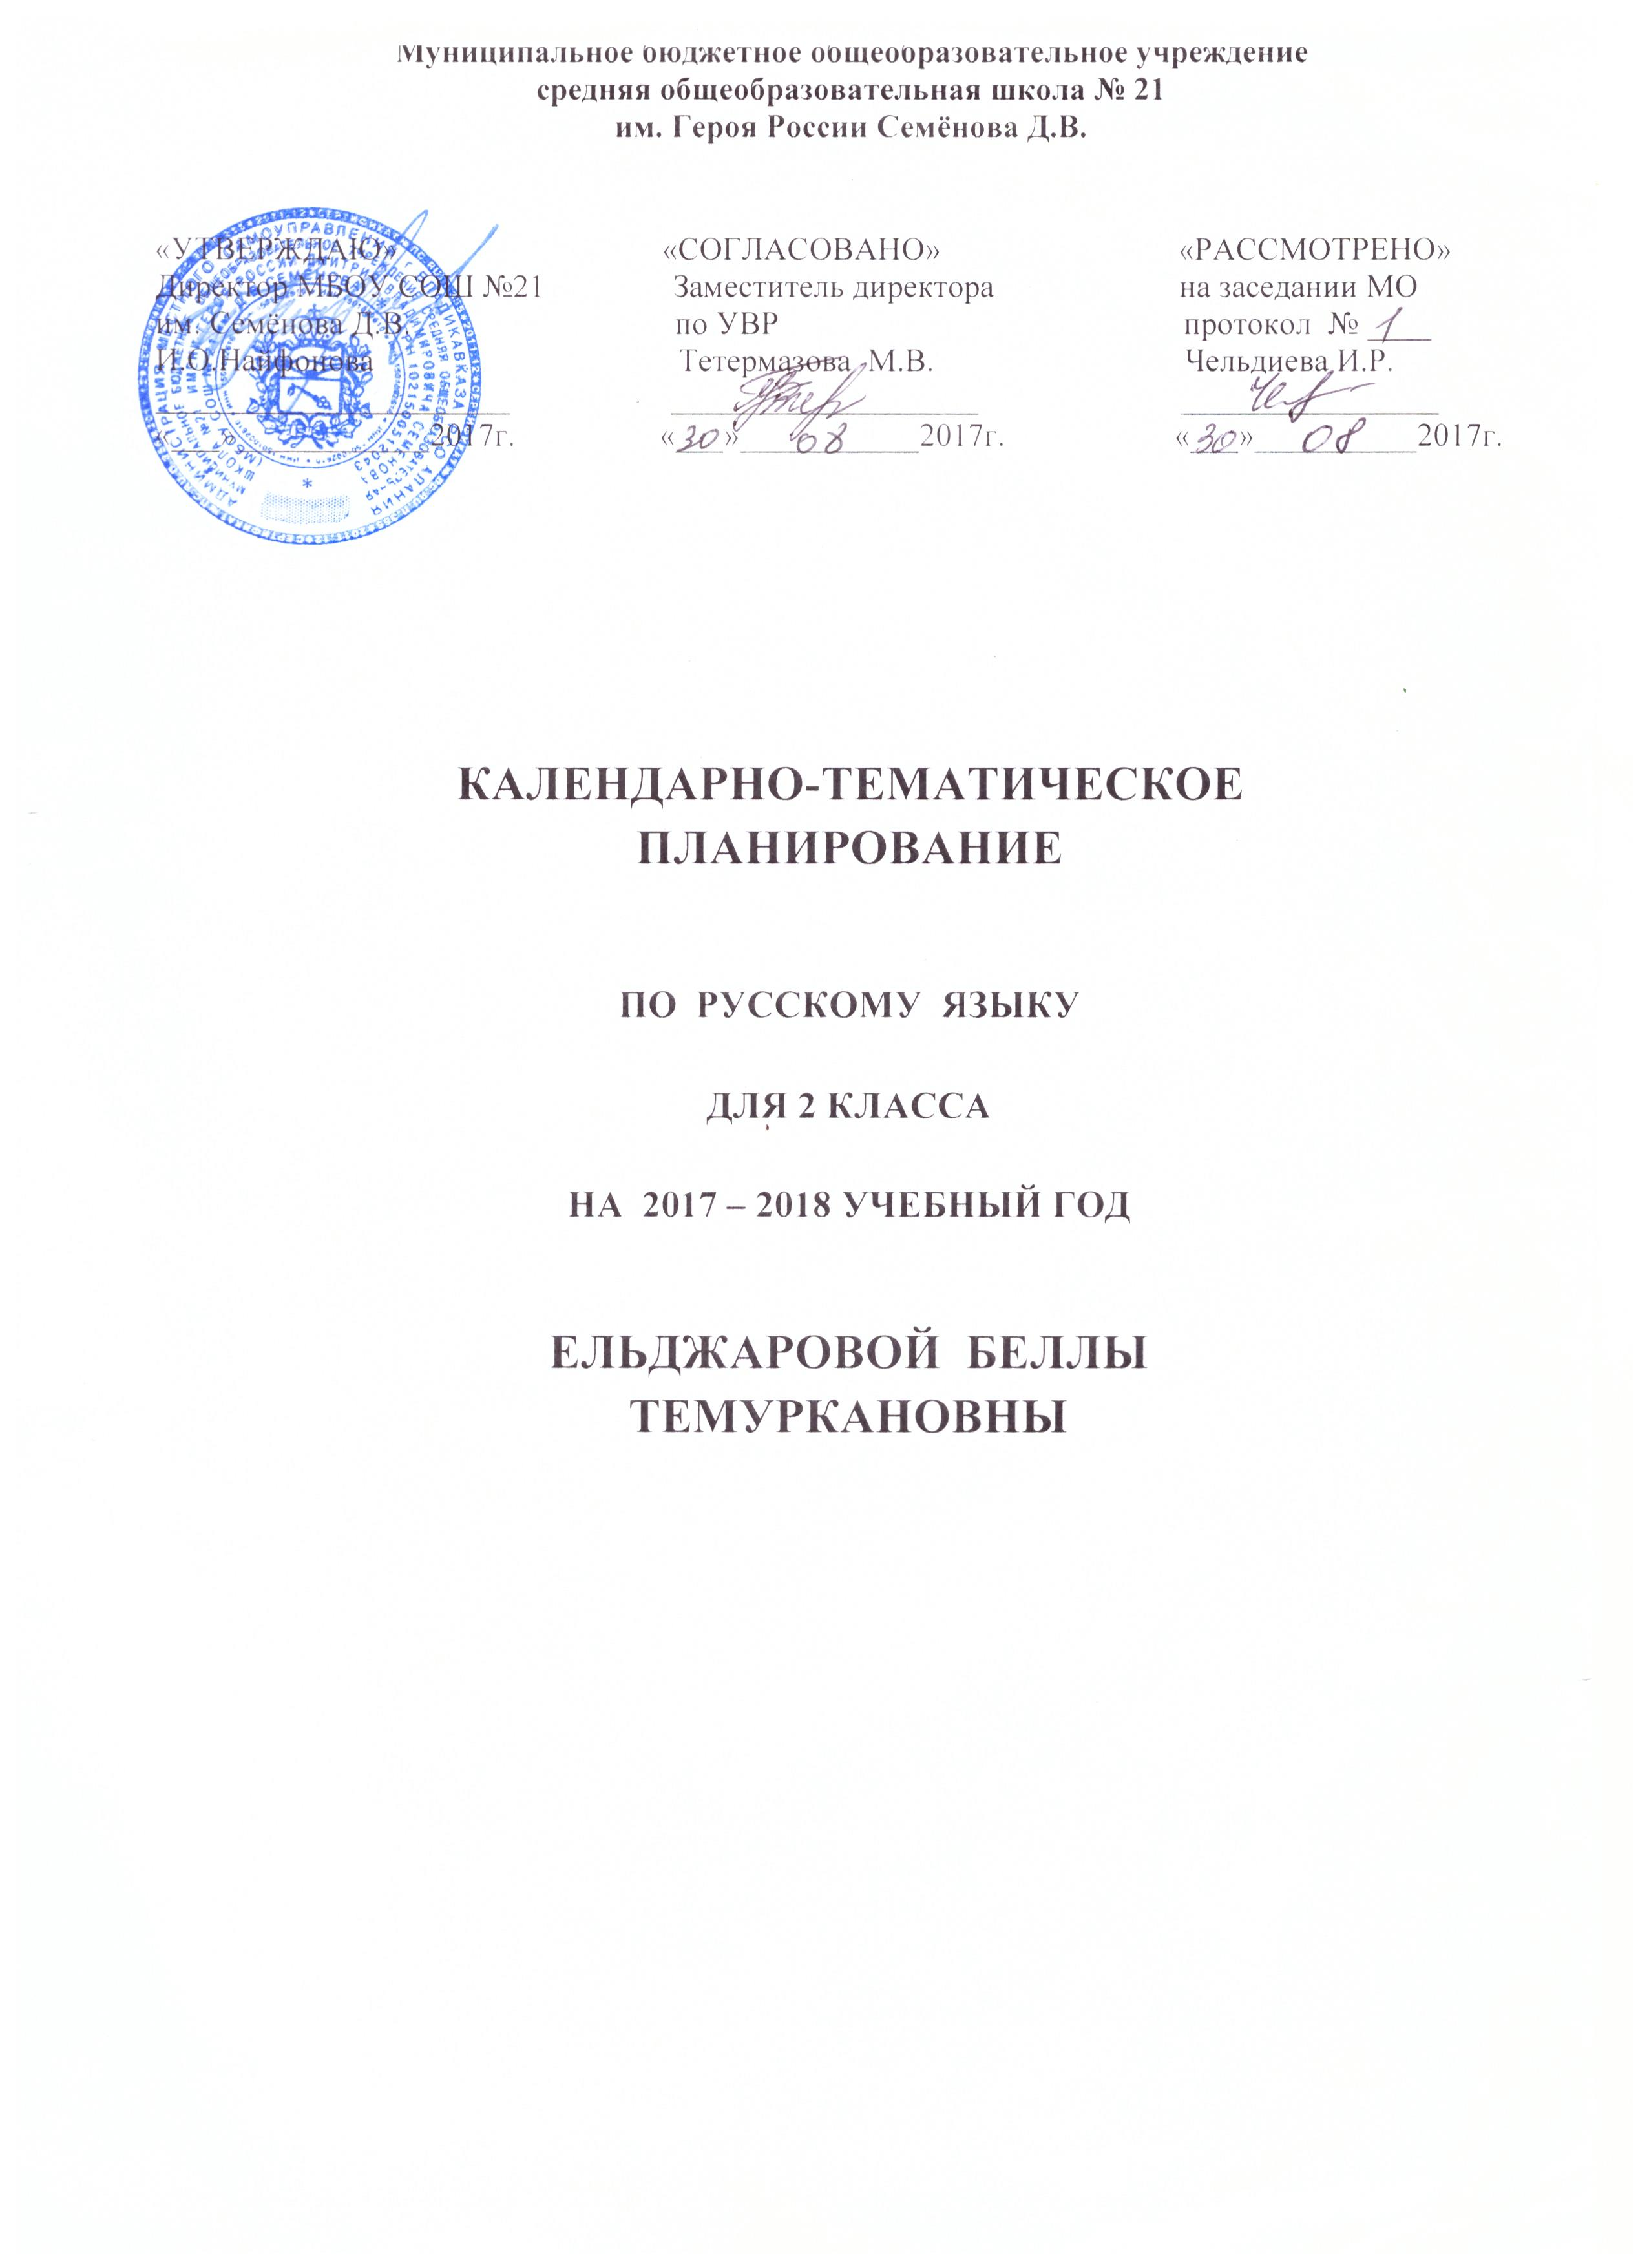 Муниципальное бюджетное общеобразовательное учреждение
средняя общеобразовательная школа № 21
им. Героя России Семёнова Д.В.
«УТВЕРЖДАЮ»
Директор МБОУ СОШ №21
им. Семёнова Д.В.
И.О.Найфонова
«___»____________2017г.
«СОГЛАСОВАНО»
Заместитель директора
по УВР
Тетермазова М.В.
«30» 08 2017г.
«РАССМОТРЕНО»
на заседании МО
протокол № 1
Чельдиева И.Р.
«30» 08 2017г.
КАЛЕНДАРНО-ТЕМАТИЧЕСКОЕ
ПЛАНИРОВАНИЕ
ПО РУССКОМУ ЯЗЫКУ
ДЛЯ 2 КЛАССА
НА 2017 – 2018 УЧЕБНЫЙ ГОД
ЕЛЬДЖАРОВОЙ БЕЛЛЫ
ТЕМУРКАНОВНЫ